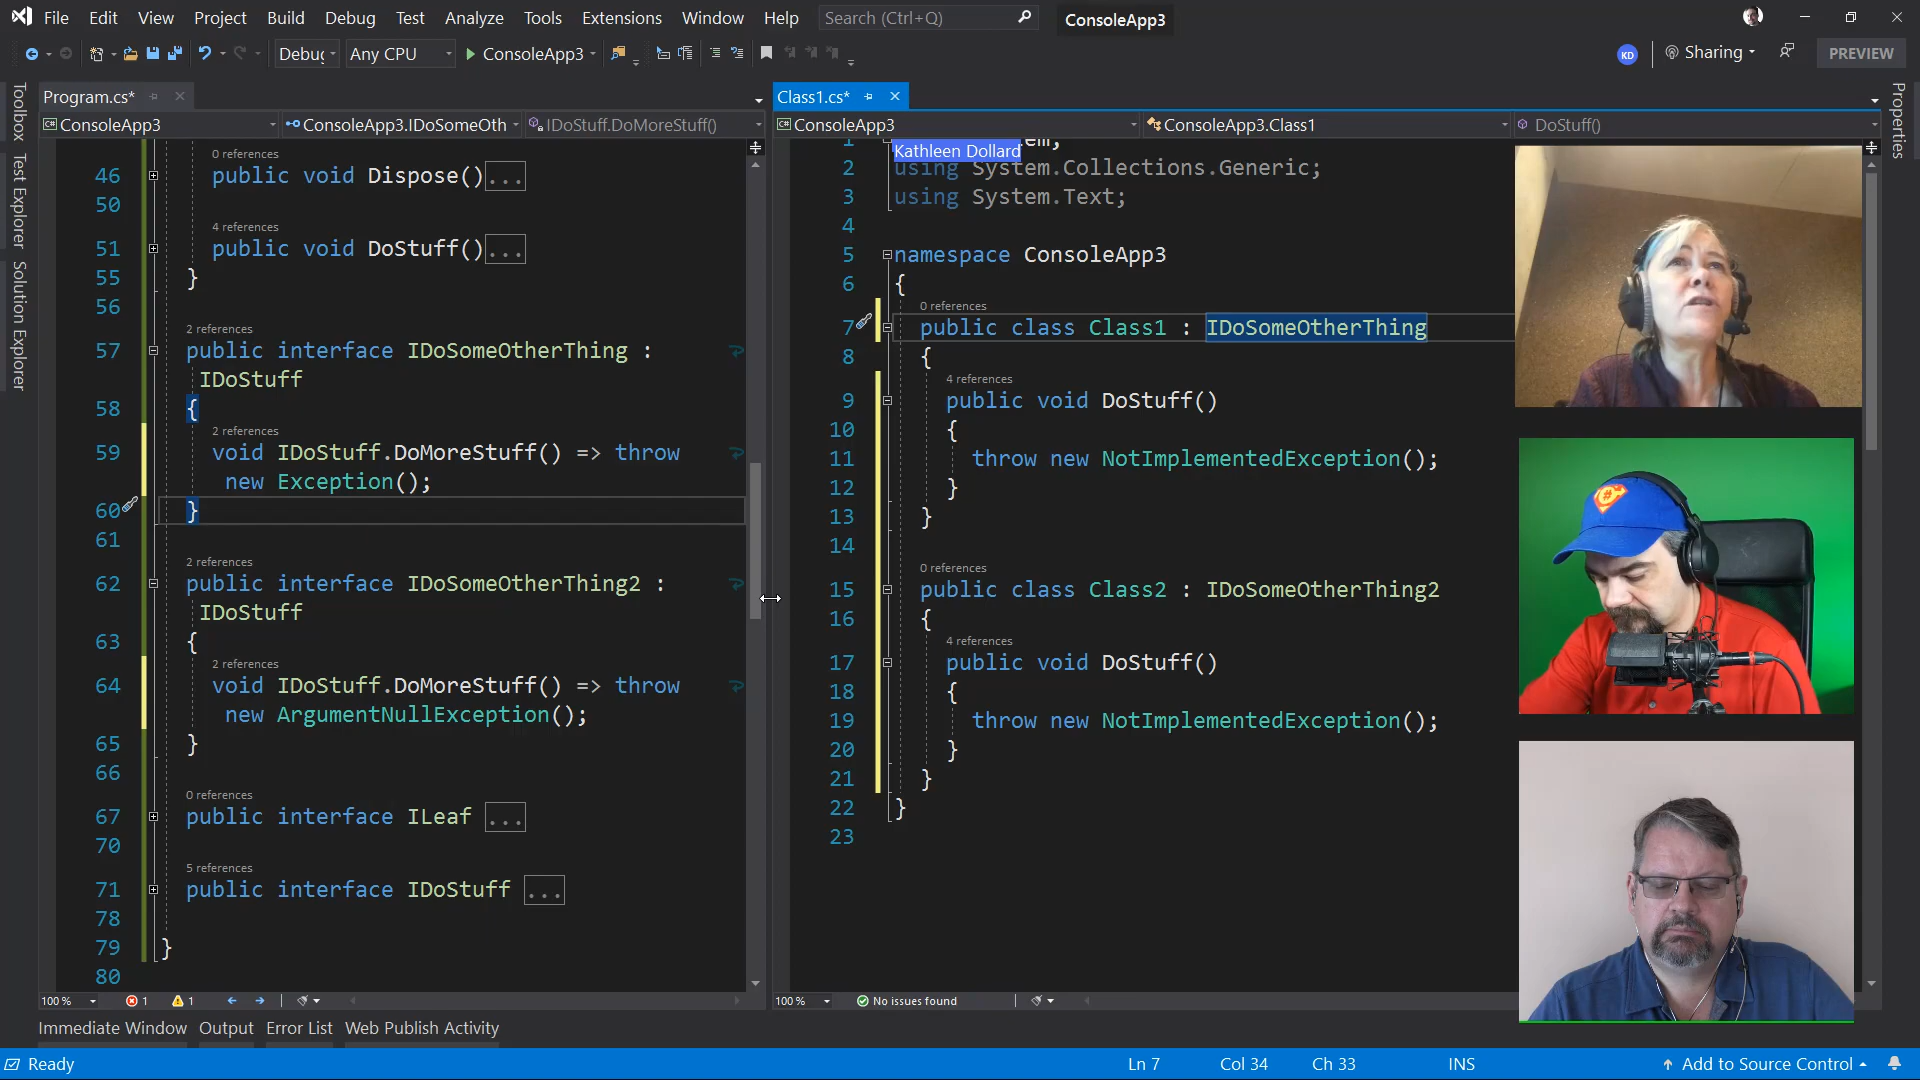 File Edit View Project Build Debug Test Analyze Tools Extensions Window Help Search (Ctrl+Q) ConsoleApp3
Debug Any CPU ConsoleApp3 KD Sharing PREVIEW
Toolbox
Test Explorer
Solution Explorer
Program.cs*
ConsoleApp3 ConsoleApp3.IDoSomeOth IDoStuff.DoMoreStuff()
0 references
46 public void Dispose()...
50
4 references
51 public void DoStuff()...
55 }
56
2 references
57 public interface IDoSomeOtherThing :
IDoStuff
58 {
2 references
59 void IDoStuff.DoMoreStuff() => throw
new Exception();
60 }
61
2 references
62 public interface IDoSomeOtherThing2 :
IDoStuff
63 {
2 references
64 void IDoStuff.DoMoreStuff() => throw
new ArgumentNullException();
65 }
66
0 references
67 public interface ILeaf ...
70
5 references
71 public interface IDoStuff ...
78
79 }
80
100 % 1 1
Class1.cs*
ConsoleApp3 ConsoleApp3.Class1 DoStuff()
Kathleen Dollard
1
2 using System.Collections.Generic;
3 using System.Text;
4
5 namespace ConsoleApp3
6 {
0 references
7 public class Class1 : IDoSomeOtherThing
8 {
4 references
9 public void DoStuff()
10 {
11 throw new NotImplementedException();
12 }
13 }
14
0 references
15 public class Class2 : IDoSomeOtherThing2
16 {
4 references
17 public void DoStuff()
18 {
19 throw new NotImplementedException();
20 }
21 }
22 }
23
100 % No issues found
Properties
Immediate Window Output Error List Web Publish Activity
Ready Ln 7 Col 34 Ch 33 INS Add to Source Control